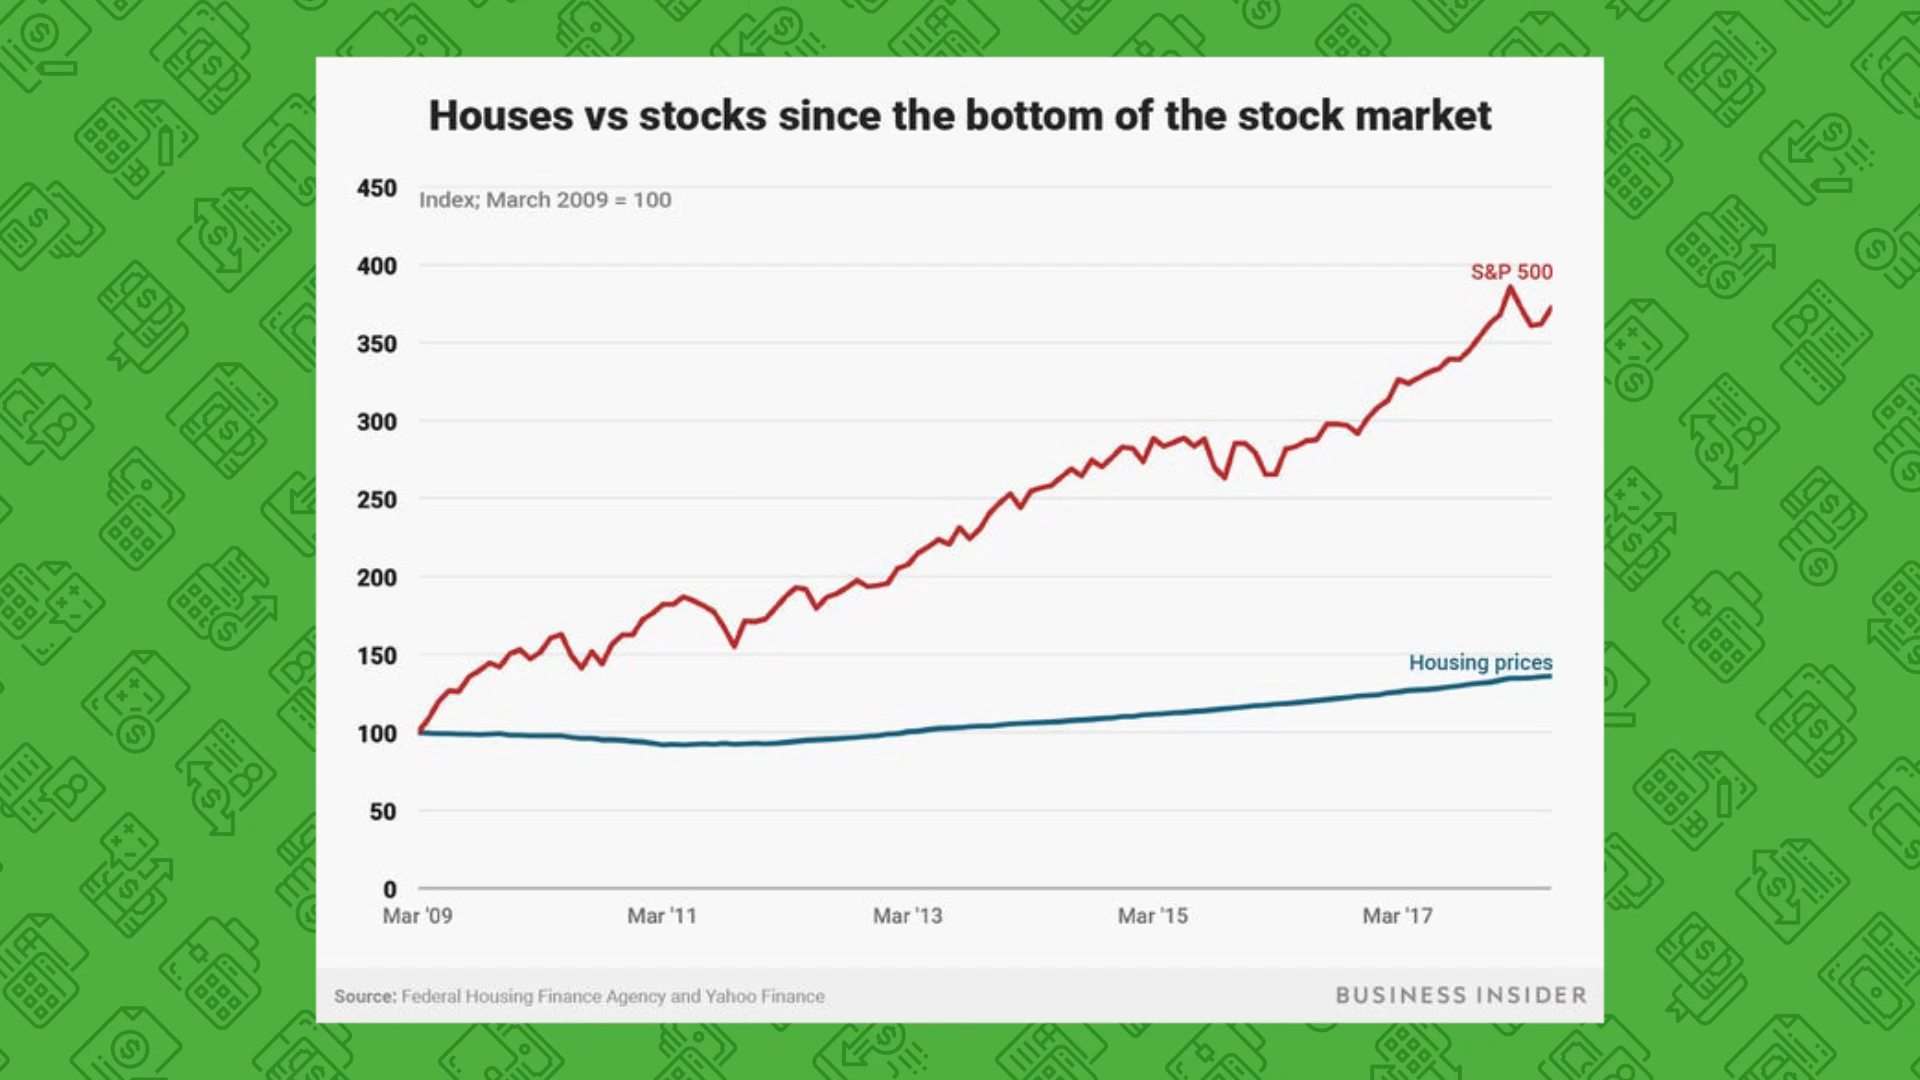 Houses vs stocks since the bottom of the stock market
450
Index; March 2009 = 100
400
S&P 500
350
300
250
200
150
Housing prices
100
50
0
Mar '09 Mar '11 Mar '13 Mar '15 Mar '17
Source: Federal Housing Finance Agency and Yahoo Finance
BUSINESS INSIDER